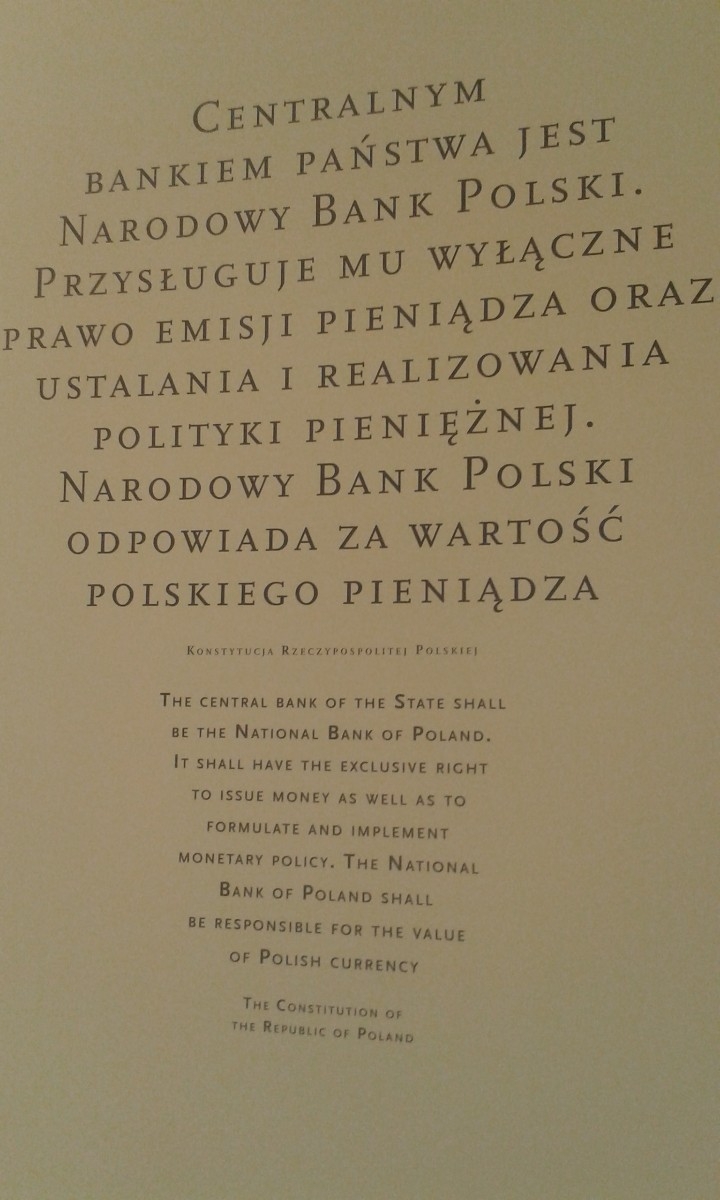 Centralnym
bankiem państwa jest
Narodowy Bank Polski.
Przysługuje mu wyłączne
prawo emisji pieniądza oraz
ustalania i realizowania
polityki pieniężnej.
Narodowy Bank Polski
odpowiada za wartość
polskiego pieniądza
Konstytucja Rzeczypospolitej Polskiej
The central bank of the State shall
be the National Bank of Poland.
It shall have the exclusive right
to issue money as well as to
formulate and implement
monetary policy. The National
Bank of Poland shall
be responsible for the value
of Polish currency
The Constitution of
the Republic of Poland